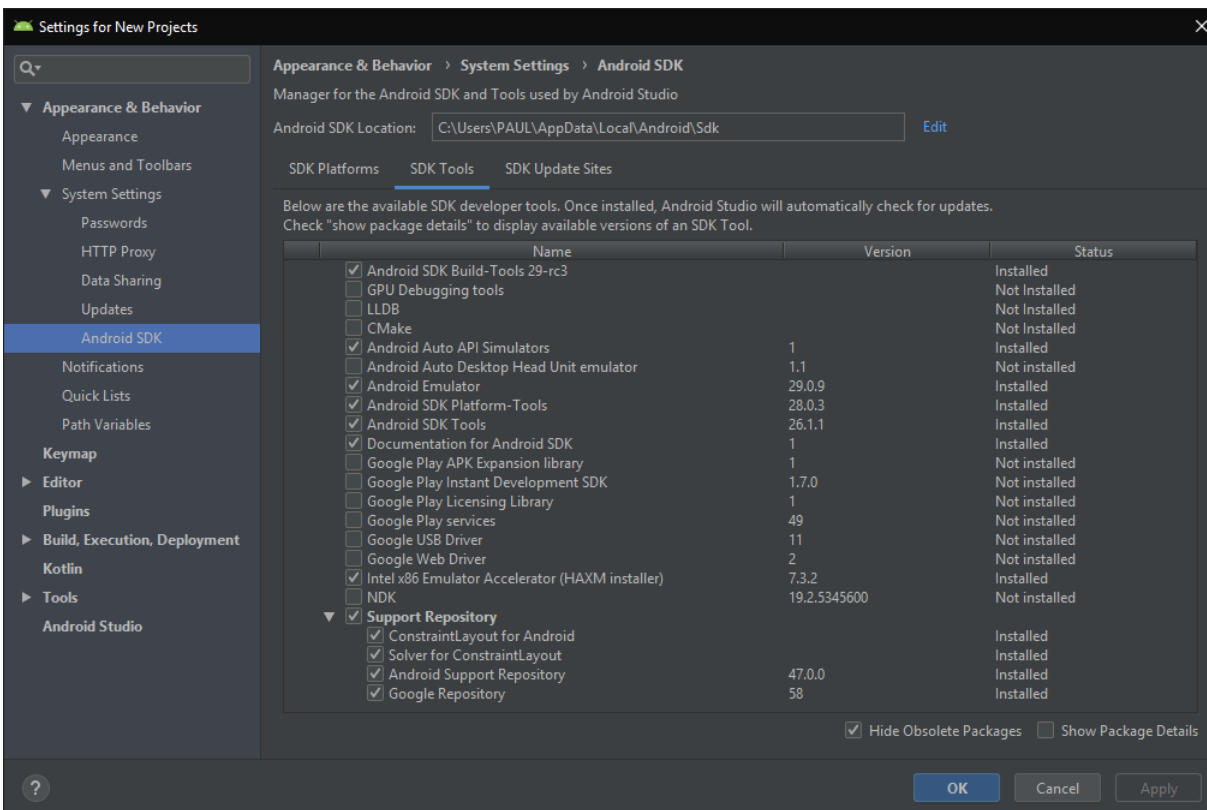 Settings for New Projects
Appearance & Behavior
Appearance
Menus and Toolbars
System Settings
Passwords
HTTP Proxy
Data Sharing
Updates
Android SDK
Notifications
Quick Lists
Path Variables
Keymap
Editor
Plugins
Build, Execution, Deployment
Kotlin
Tools
Android Studio
Appearance & Behavior › System Settings › Android SDK
Manager for the Android SDK and Tools used by Android Studio
Android SDK Location: C:\Users\PAUL\AppData\Local\Android\Sdk Edit
SDK Platforms SDK Tools SDK Update Sites
Below are the available SDK developer tools. Once installed, Android Studio will automatically check for updates.
Check "show package details" to display available versions of an SDK Tool.
Name Version Status
Android SDK Build-Tools 29-rc3 Installed
GPU Debugging tools Not Installed
LLDB Not Installed
CMake Not Installed
Android Auto API Simulators 1 Installed
Android Auto Desktop Head Unit emulator 1.1 Not installed
Android Emulator 29.0.9 Installed
Android SDK Platform-Tools 28.0.3 Installed
Android SDK Tools 26.1.1 Installed
Documentation for Android SDK 1 Installed
Google Play APK Expansion library 1 Not installed
Google Play Instant Development SDK 1.7.0 Not installed
Google Play Licensing Library 1 Not installed
Google Play services 49 Not installed
Google USB Driver 11 Not installed
Google Web Driver 2 Not installed
Intel x86 Emulator Accelerator (HAXM installer) 7.3.2 Installed
NDK 19.2.5345600 Not installed
Support Repository
ConstraintLayout for Android Installed
Solver for ConstraintLayout Installed
Android Support Repository 47.0.0 Installed
Google Repository 58 Installed
Hide Obsolete Packages Show Package Details
? OK Cancel Apply